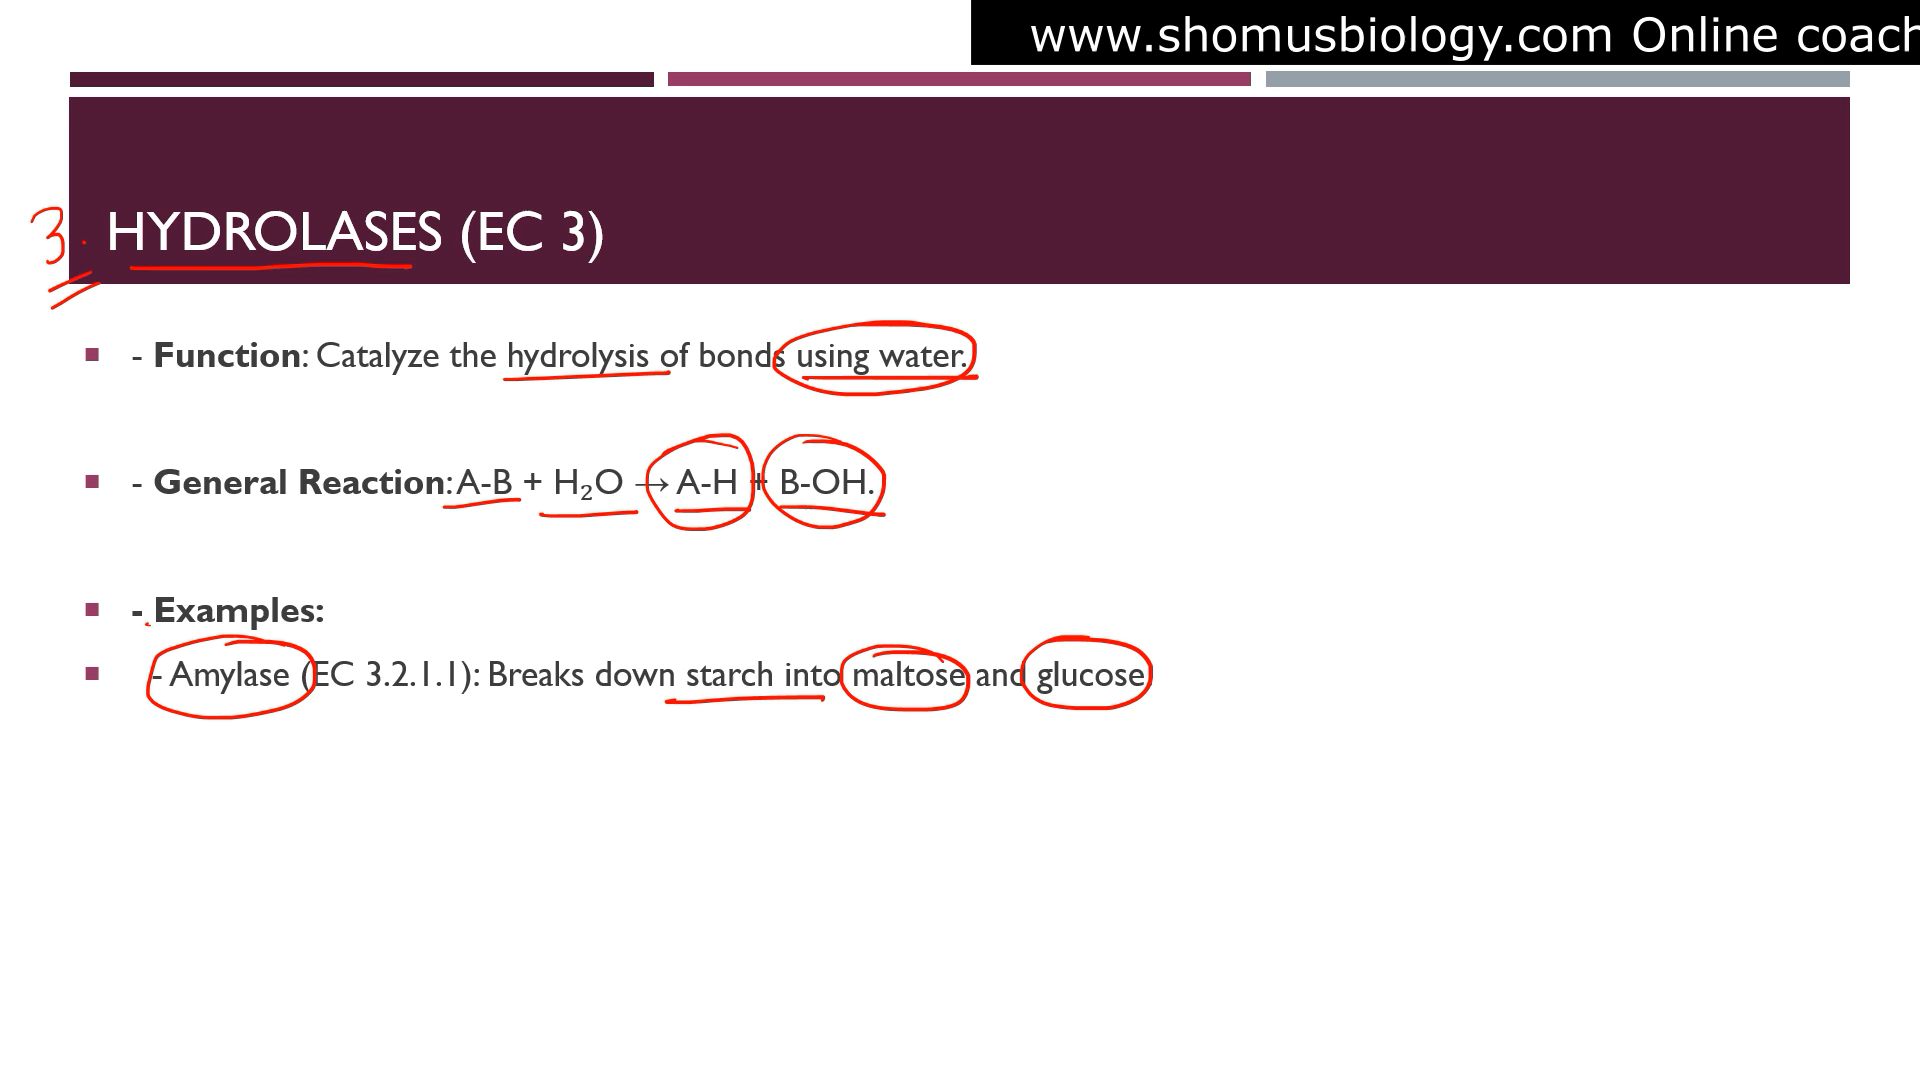 www.shomusbiology.com Online coach
3. HYDROLASES (EC 3)
- Function: Catalyze the hydrolysis of bonds using water.
- General Reaction: A-B + H₂O → A-H + B-OH.
- Examples:
- Amylase (EC 3.2.1.1): Breaks down starch into maltose and glucose.